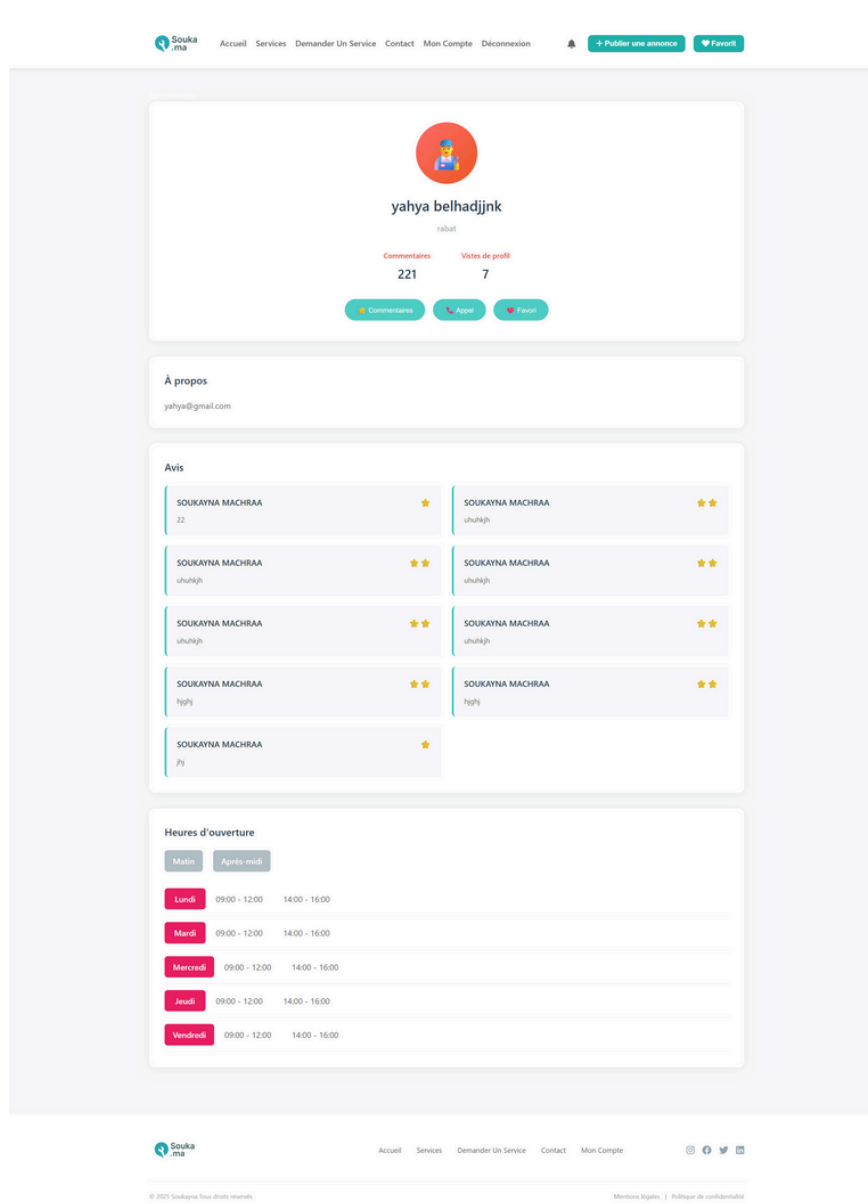 Souka
.ma
Accueil Services Demander Un Service Contact Mon Compte Déconnexion + Publier une annonce Favorit
yahya belhadjjnk
rabat
Commentaires Vistes de profil
221 7
Commentaires Appel Favori
À propos
yahya@gmail.com
Avis
SOUKAYNA MACHRAA
22
SOUKAYNA MACHRAA
uhuhkjh
SOUKAYNA MACHRAA
uhuhkjh
SOUKAYNA MACHRAA
uhuhkjh
SOUKAYNA MACHRAA
uhuhkjh
SOUKAYNA MACHRAA
uhuhkjh
SOUKAYNA MACHRAA
hjghj
SOUKAYNA MACHRAA
hjghj
SOUKAYNA MACHRAA
jhj
Heures d'ouverture
Matin Après-midi
Lundi 09:00 - 12:00 14:00 - 16:00
Mardi 09:00 - 12:00 14:00 - 16:00
Mercredi 09:00 - 12:00 14:00 - 16:00
Jeudi 09:00 - 12:00 14:00 - 16:00
Vendredi 09:00 - 12:00 14:00 - 16:00
Souka
.ma
Accueil Services Demander Un Service Contact Mon Compte
© 2025 Soukayna Tous droits réservés Mentions légales | Politique de confidentialité